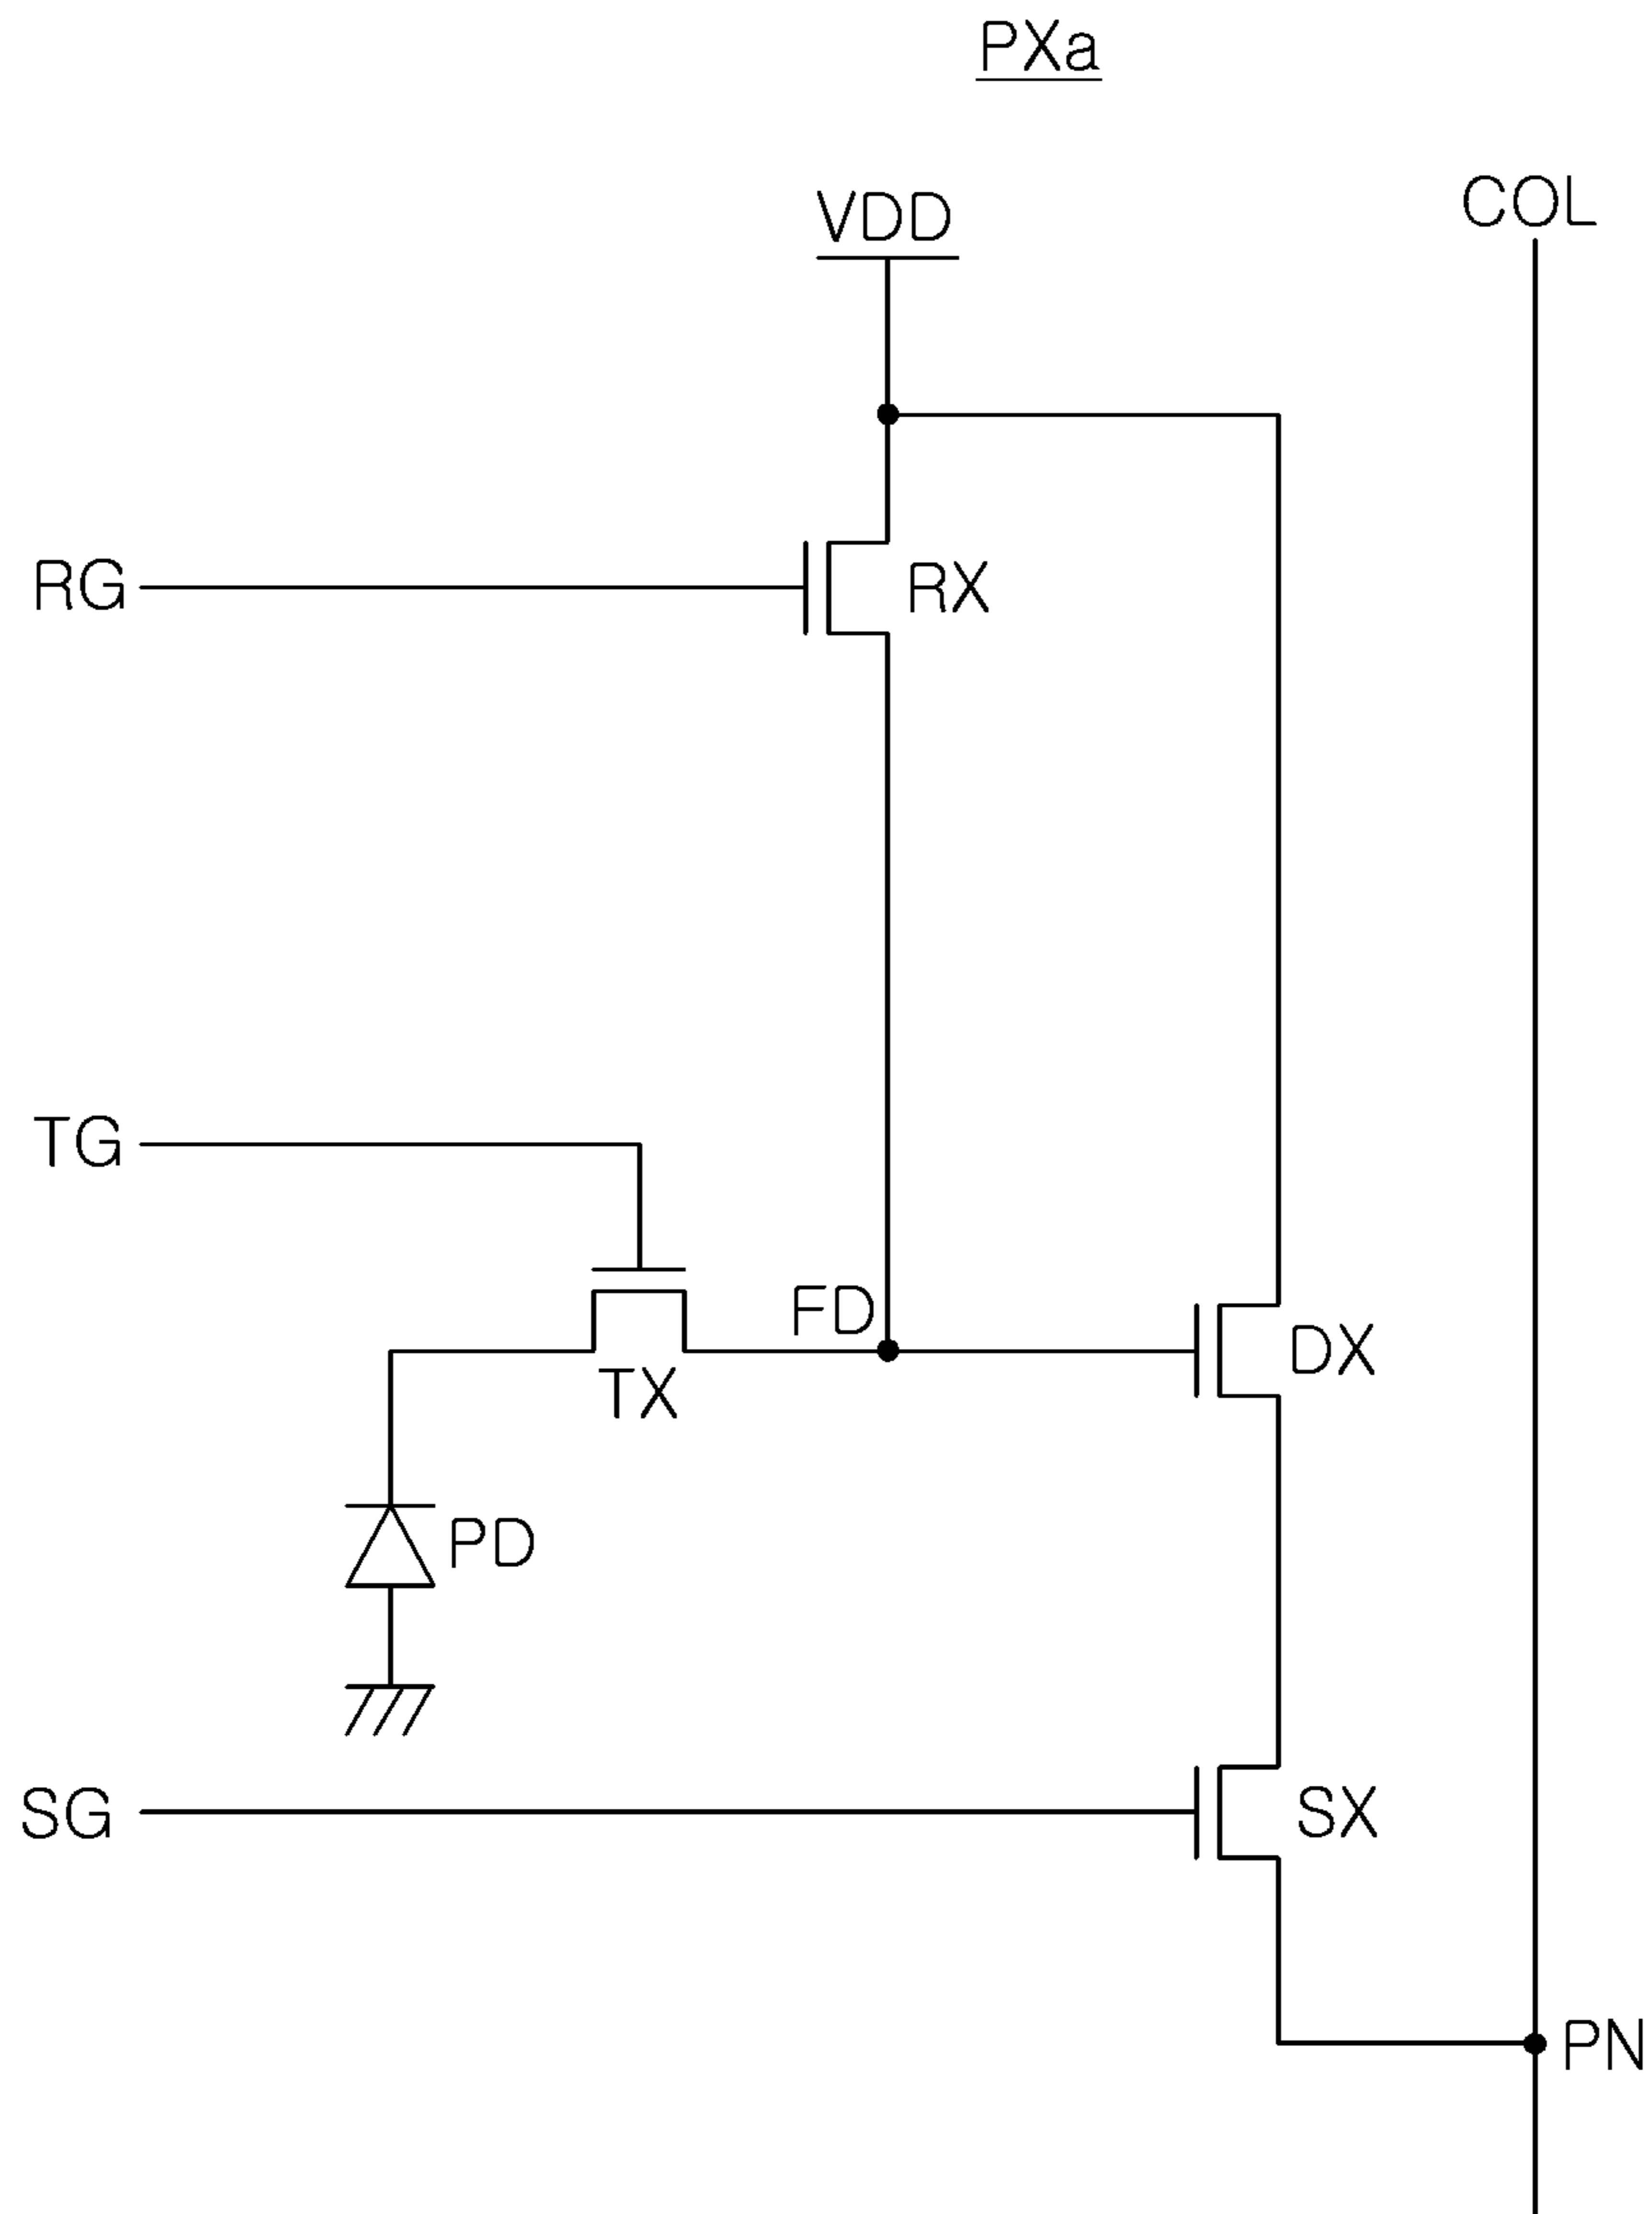 PXa
VDD
COL
RG
RX
TG
FD
DX
TX
PD
SG
SX
PN